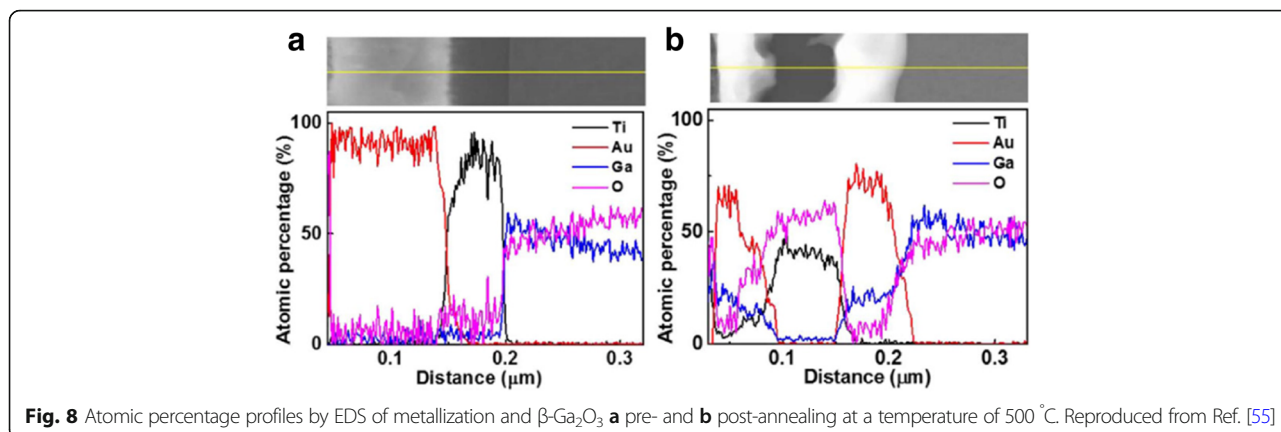 a
100
50
0
Atomic percentage (%)
Ti
Au
Ga
O
0.1
0.2
0.3
Distance (μm)
b
100
50
0
Atomic percentage (%)
Ti
Au
Ga
O
0.1
0.2
0.3
Distance (μm)
Fig. 8 Atomic percentage profiles by EDS of metallization and β-Ga₂O₃ a pre- and b post-annealing at a temperature of 500 °C. Reproduced from Ref. [55]